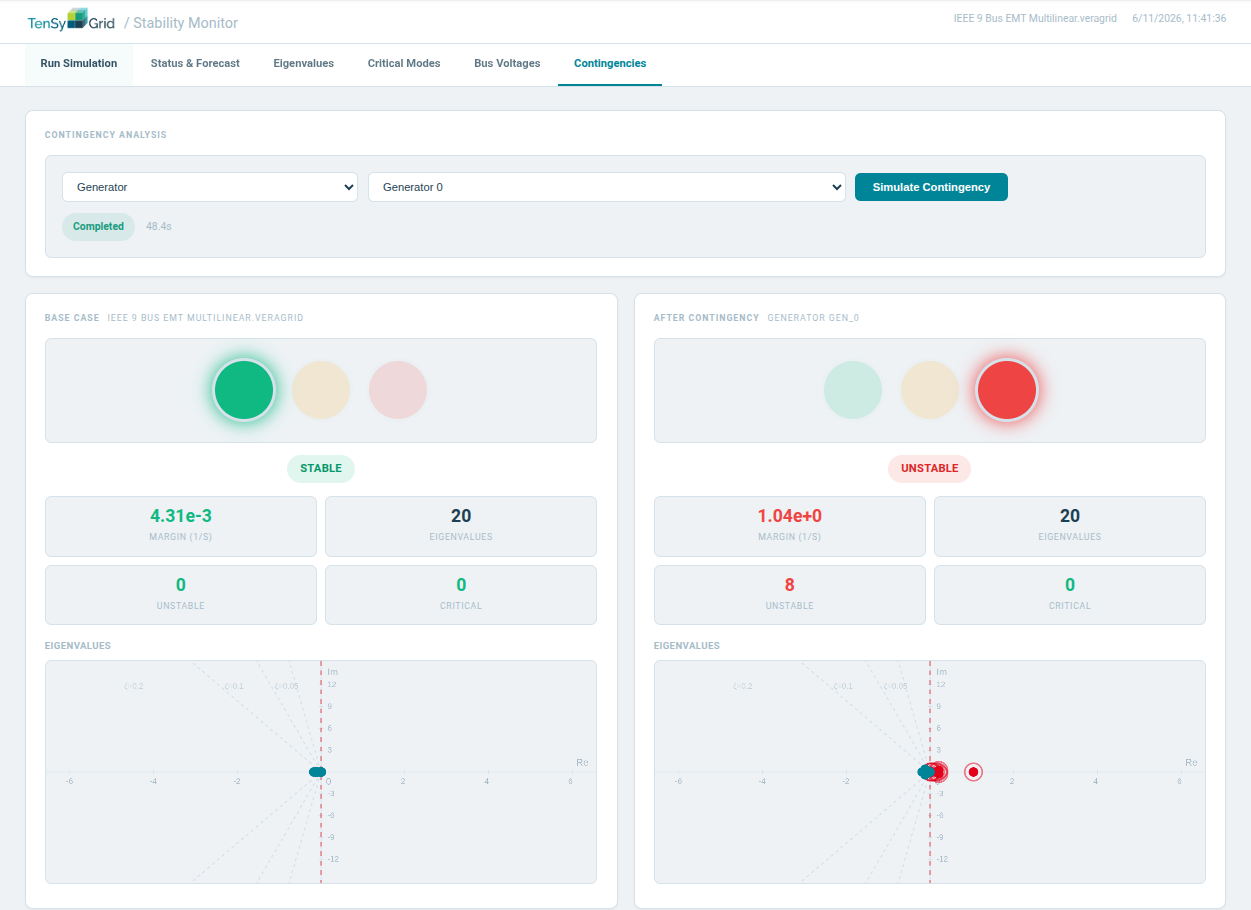 TenSyGrid / Stability Monitor
IEEE 9 Bus EMT Multilinear.veragrid 6/11/2026, 11:41:36
Run Simulation Status & Forecast Eigenvalues Critical Modes Bus Voltages Contingencies
CONTINGENCY ANALYSIS
Generator Generator 0 Simulate Contingency
Completed 48.4s
BASE CASE IEEE 9 BUS EMT MULTILINEAR.VERAGRID
STABLE
4.31e-3
MARGIN (1/S)
20
EIGENVALUES
0
UNSTABLE
0
CRITICAL
EIGENVALUES
Im
ζ=0.2 ζ=0.1 ζ=0.05 12
9
6
3
Re
-6 -4 -2 0 2 4 6
-3
-6
-9
-12
AFTER CONTINGENCY GENERATOR GEN_0
UNSTABLE
1.04e+0
MARGIN (1/S)
20
EIGENVALUES
8
UNSTABLE
0
CRITICAL
EIGENVALUES
Im
ζ=0.2 ζ=0.1 ζ=0.05 12
9
6
3
Re
-6 -4 -2 2 4 6
-3
-6
-9
-12